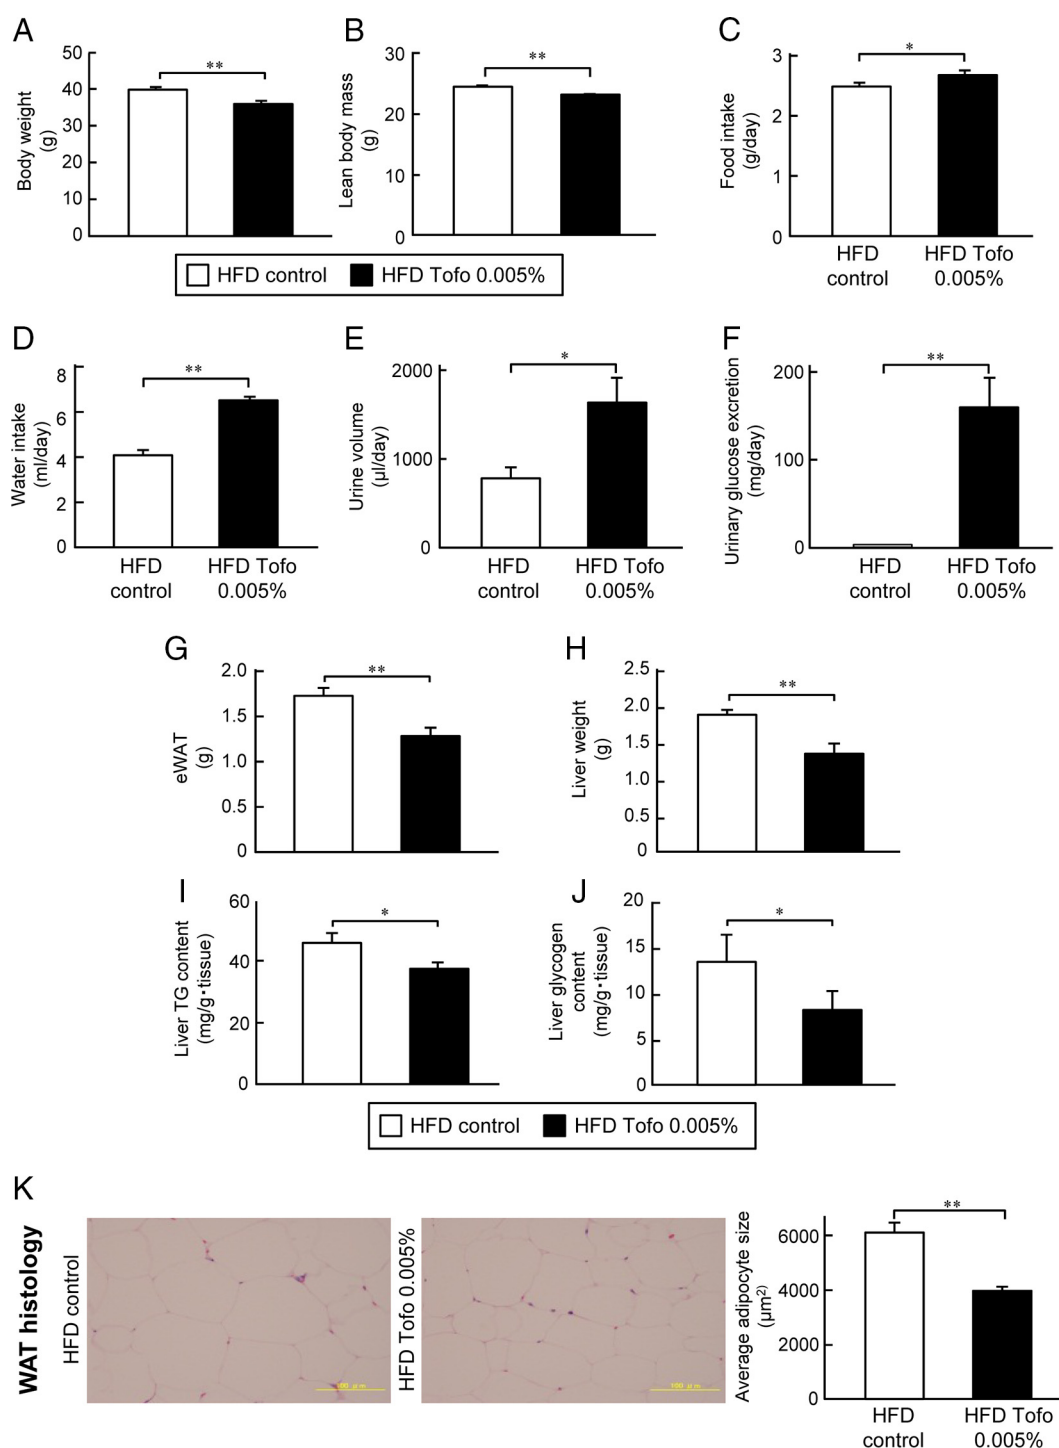 A
B
C
50
40
30
20
10
0
Body weight
(g)
**
30
20
10
0
Lean body mass
(g)
**
3
2
1
0
Food intake
(g/day)
*
HFD
control
HFD Tofo
0.005%
HFD control
HFD Tofo 0.005%
D
E
F
8
6
4
2
0
Water intake
(ml/day)
**
HFD
control
HFD Tofo
0.005%
2000
1000
0
Urine volume
(μl/day)
*
HFD
control
HFD Tofo
0.005%
200
100
0
Urinary glucose excretion
(mg/day)
**
HFD
control
HFD Tofo
0.005%
G
H
2.0
1.5
1.0
0.5
0
eWAT
(g)
**
2.5
2.0
1.5
1.0
0.5
0
Liver weight
(g)
**
I
J
60
40
20
0
Liver TG content
(mg/g・tissue)
*
20
15
10
5
0
Liver glycogen
content
(mg/g・tissue)
*
HFD control
HFD Tofo 0.005%
K
WAT histology
HFD control
100 μm
HFD Tofo 0.005%
100 μm
Average adipocyte size
(μm²)
6000
4000
2000
0
**
HFD
control
HFD Tofo
0.005%